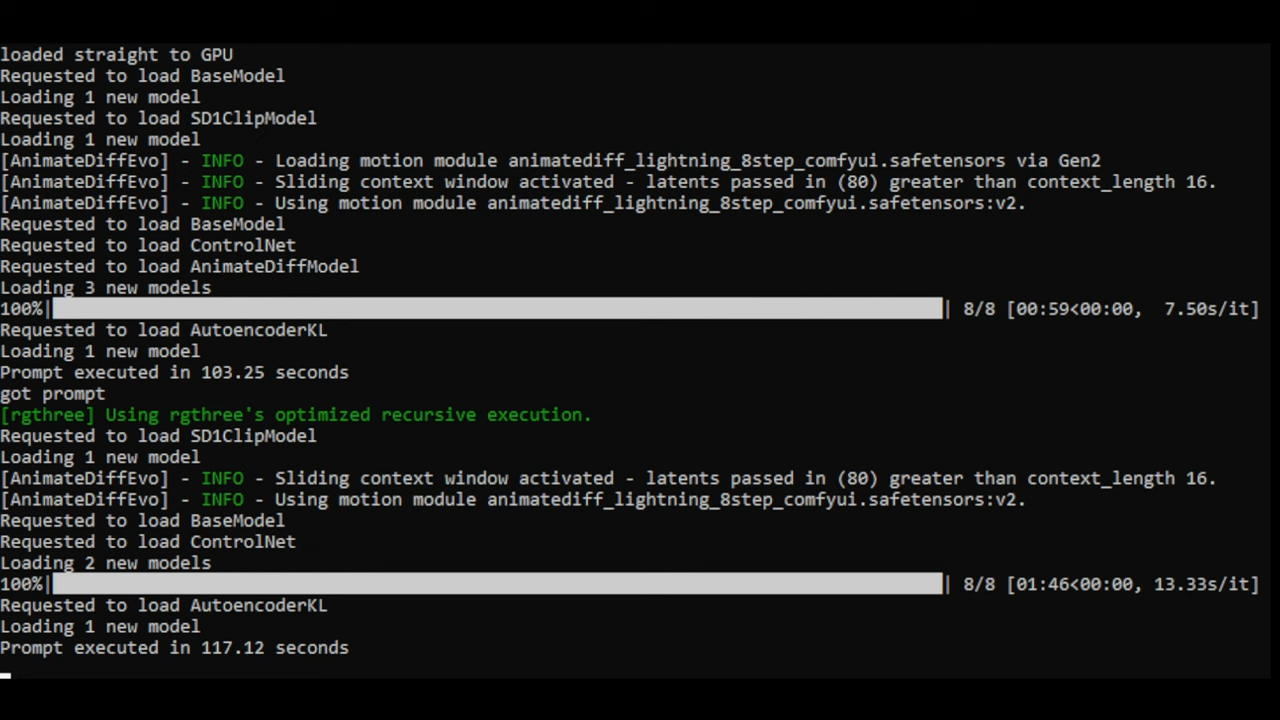 loaded straight to GPU
Requested to load BaseModel
Loading 1 new model
Requested to load SD1ClipModel
Loading 1 new model
[AnimateDiffEvo] - INFO - Loading motion module animatediff_lightning_8step_comfyui.safetensors via Gen2
[AnimateDiffEvo] - INFO - Sliding context window activated - latents passed in (80) greater than context_length 16.
[AnimateDiffEvo] - INFO - Using motion module animatediff_lightning_8step_comfyui.safetensors:v2.
Requested to load BaseModel
Requested to load ControlNet
Requested to load AnimateDiffModel
Loading 3 new models
100%| | 8/8 [00:59<00:00, 7.50s/it]
Requested to load AutoencoderKL
Loading 1 new model
Prompt executed in 103.25 seconds
got prompt
[rgthree] Using rgthree's optimized recursive execution.
Requested to load SD1ClipModel
Loading 1 new model
[AnimateDiffEvo] - INFO - Sliding context window activated - latents passed in (80) greater than context_length 16.
[AnimateDiffEvo] - INFO - Using motion module animatediff_lightning_8step_comfyui.safetensors:v2.
Requested to load BaseModel
Requested to load ControlNet
Loading 2 new models
100%| | 8/8 [01:46<00:00, 13.33s/it]
Requested to load AutoencoderKL
Loading 1 new model
Prompt executed in 117.12 seconds